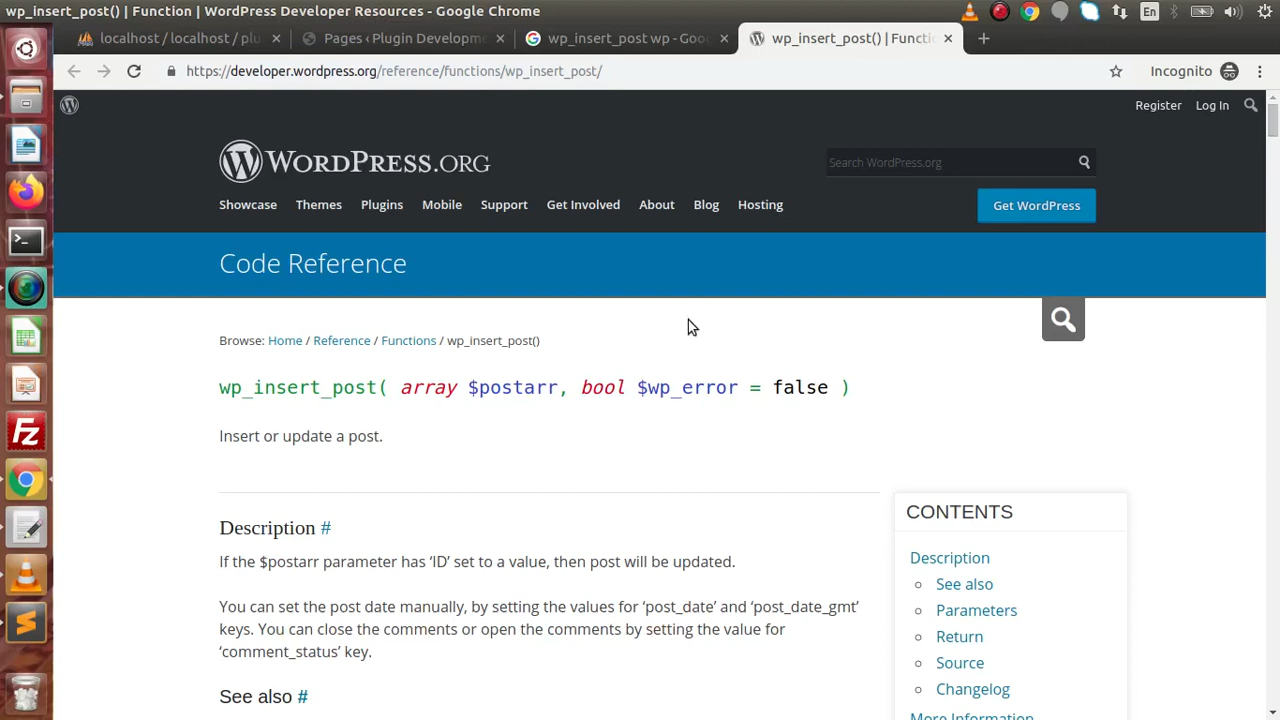 wp_insert_post() | Function | WordPress Developer Resources - Google Chrome
En
localhost / localhost / plu
Pages ‹ Plugin Developm
wp_insert_post wp - Goo
wp_insert_post() | Functi
https://developer.wordpress.org/reference/functions/wp_insert_post/
Incognito
Register Log In
WORDPRESS.ORG
Search WordPress.org
Showcase Themes Plugins Mobile Support Get Involved About Blog Hosting
Get WordPress
Code Reference
Browse: Home / Reference / Functions / wp_insert_post()
wp_insert_post( array $postarr, bool $wp_error = false )
Insert or update a post.
Description #
If the $postarr parameter has ‘ID’ set to a value, then post will be updated.
You can set the post date manually, by setting the values for ‘post_date’ and ‘post_date_gmt’
keys. You can close the comments or open the comments by setting the value for
‘comment_status’ key.
See also #
CONTENTS
Description
See also
Parameters
Return
Source
Changelog
More Information